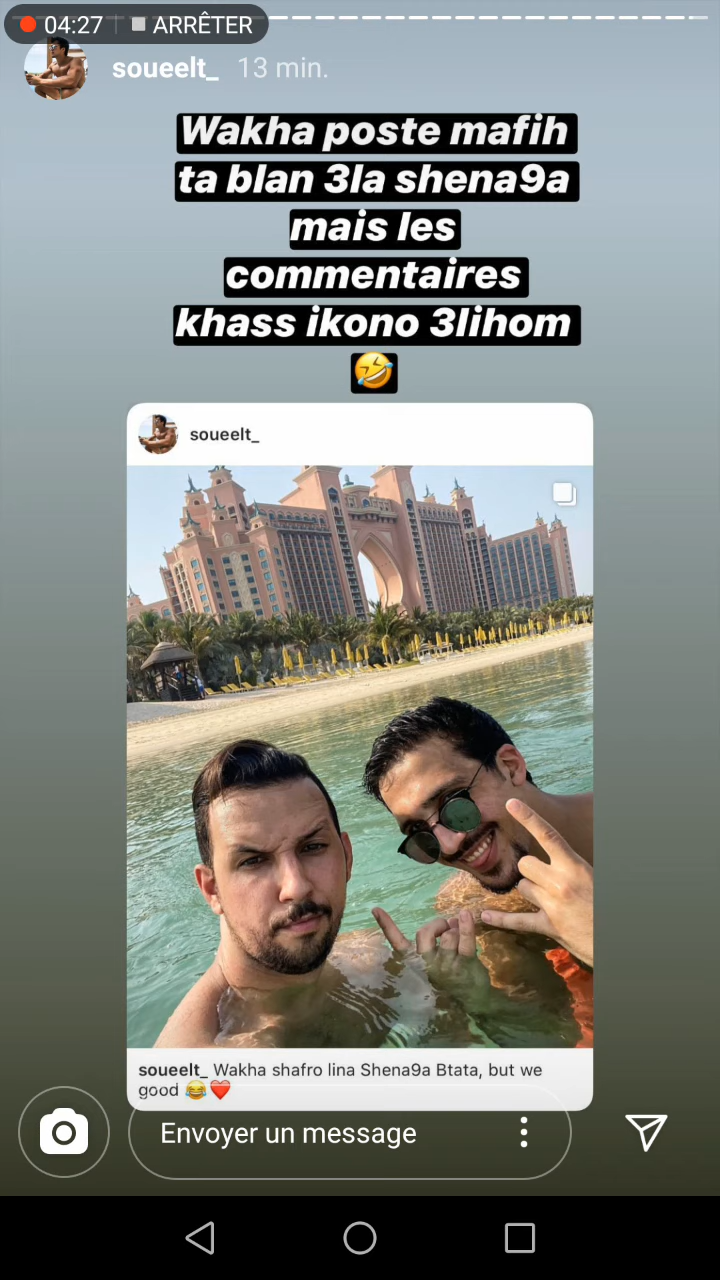 04:27 ARRÊTER
soueelt_ 13 min.
Wakha poste mafih
ta blan 3la shena9a
mais les
commentaires
khass ikono 3lihom
🤣
soueelt_
soueelt_ Wakha shafro lina Shena9a Btata, but we
good 😂❤️
Envoyer un message